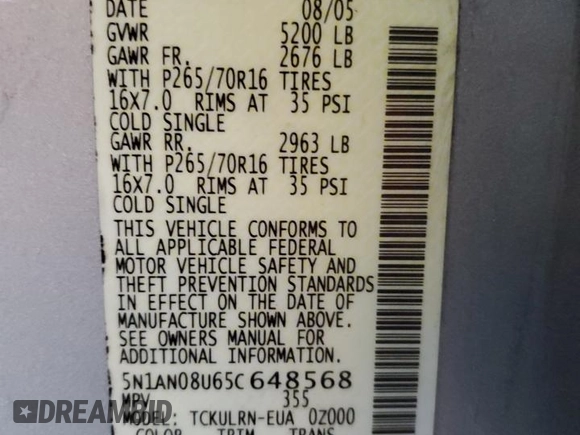 DATE 08/05
GVWR 5200 LB
GAWR FR. 2676 LB
WITH P265/70R16 TIRES
16X7.0 RIMS AT 35 PSI
COLD SINGLE
GAWR RR. 2963 LB
WITH P265/70R16 TIRES
16X7.0 RIMS AT 35 PSI
COLD SINGLE
THIS VEHICLE CONFORMS TO
ALL APPLICABLE FEDERAL
MOTOR VEHICLE SAFETY AND
THEFT PREVENTION STANDARDS
IN EFFECT ON THE DATE OF
MANUFACTURE SHOWN ABOVE.
SEE OWNERS MANUAL FOR
ADDITIONAL INFORMATION.
5N1AN08U65C648568
MPV 355
MODEL: TCKULRN-EUA 0Z000
COLOR TRIM TRANS
DREAMBID